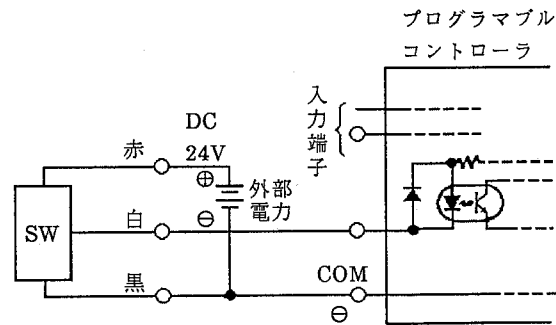 プログラマブル
コントローラ
入力端子
DC
24V
赤
⊕
外部
電力
白
⊖
SW
黒
COM
⊖